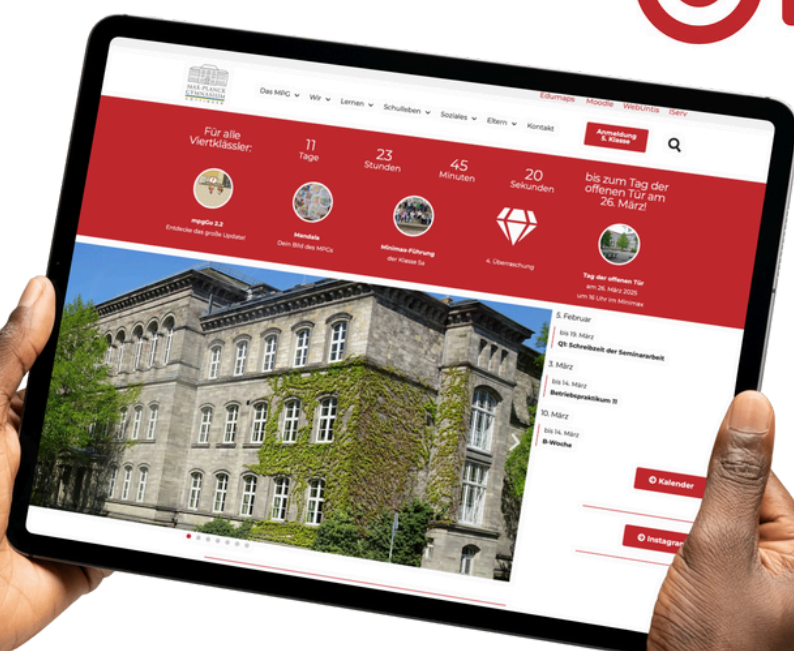 MAX-PLANCK
GYMNASIUM
GÖTTINGEN
Das MPG
Wir
Lernen
Schulleben
Soziales
Eltern
Kontakt
Edumaps
Moodle
WebUntis
IServ
Anmeldung
5. Klasse
Für alle
Viertklässler:
11
Tage
23
Stunden
45
Minuten
20
Sekunden
bis zum Tag der
offenen Tür am
26. März!
mpgGo 2.2
Entdecke das große Update!
Mandala
Dein Bild des MPGs
Minimax-Führung
der Klasse 5a
4. Überraschung
Tag der offenen Tür
am 26. März 2025
um 16 Uhr im Minimax
5. Februar
bis 19. März
Q1: Schreibzeit der Seminararbeit
3. März
bis 14. März
Betriebspraktikum 11
10. März
bis 14. März
B-Woche
Kalender